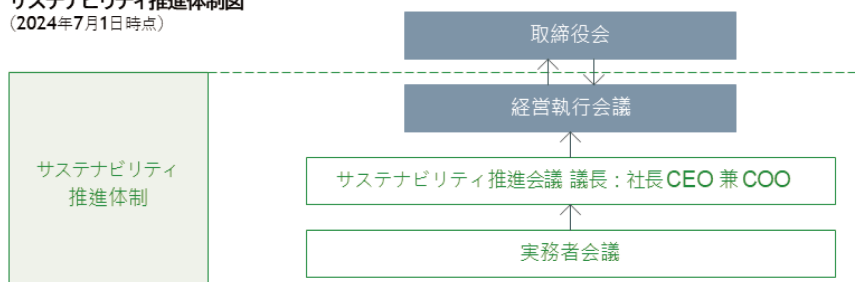 サステナビリティ推進体制図
（2024年7月1日時点）
取締役会
経営執行会議
サステナビリティ
推進体制
サステナビリティ推進会議 議長：社長CEO 兼 COO
実務者会議